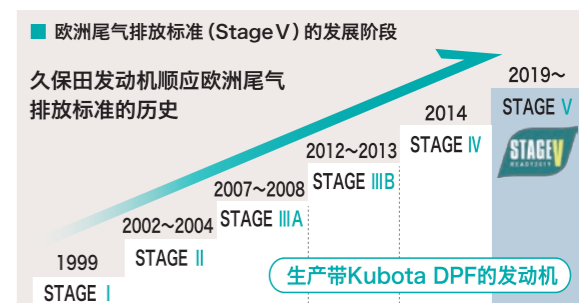 ■ 欧洲尾气排放标准(StageⅤ)的发展阶段
久保田发动机顺应欧洲尾气
排放标准的历史
2019~
STAGE Ⅴ
STAGEⅤ
READY2019
2014
STAGE Ⅳ
2012~2013
STAGE ⅢB
2007~2008
STAGE ⅢA
2002~2004
STAGE Ⅱ
1999
STAGE Ⅰ
生产带Kubota DPF的发动机